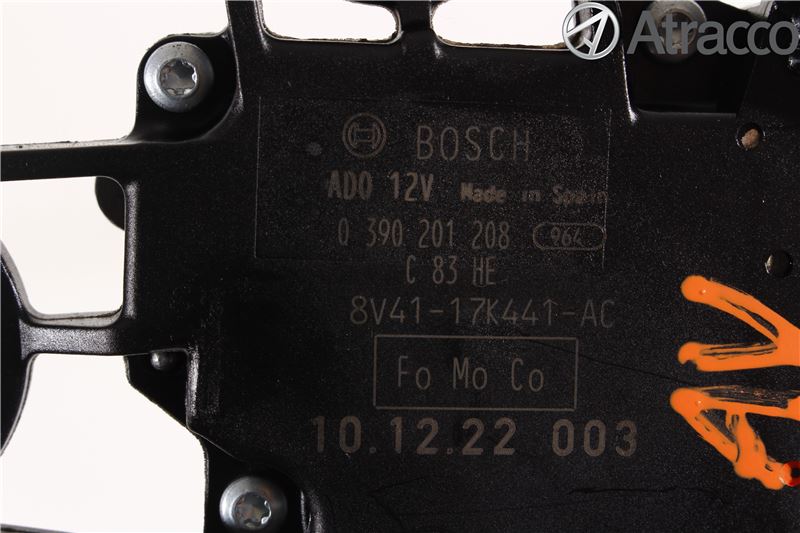 Atracco
BOSCH
ADO 12V Made in Spain
0 390 201 208 964
C 83 HE
8V41-17K441-AC
Fo Mo Co
10.12.22 003